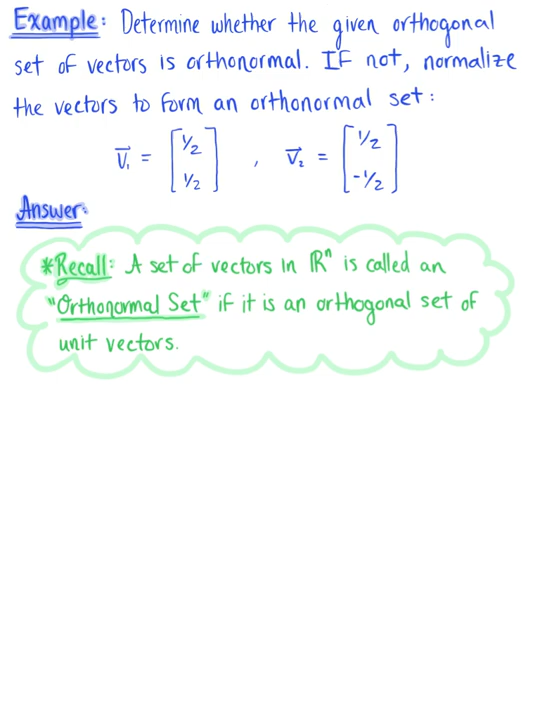 Example: Determine whether the given orthogonal
set of vectors is orthonormal. If not, normalize
the vectors to form an orthonormal set:
v⃗₁ = [1/2 1/2] , v⃗₂ = [1/2 -1/2]
Answer:
*Recall: A set of vectors in ℝⁿ is called an
"Orthonormal Set" if it is an orthogonal set of
unit vectors.